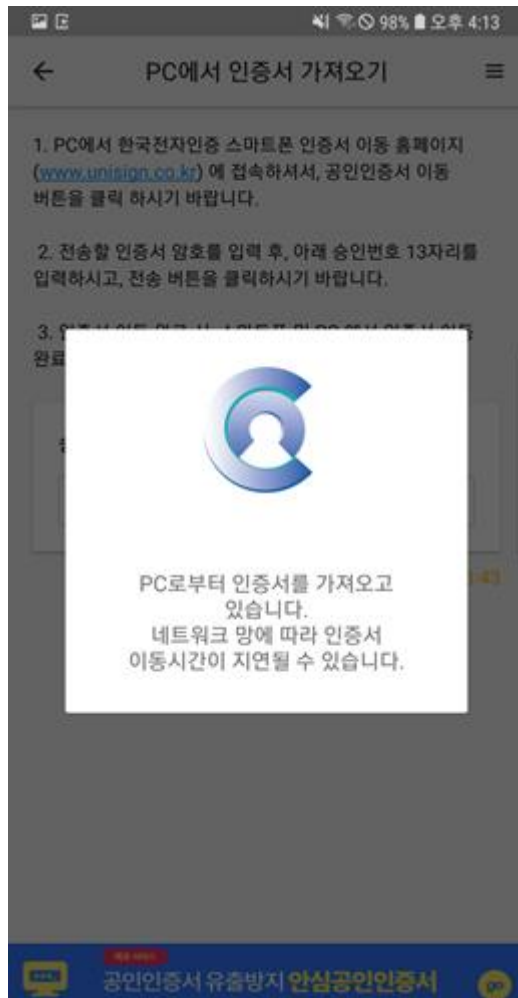 98% 오후 4:13
PC에서 인증서 가져오기
1. PC에서 한국전자인증 스마트폰 인증서 이동 홈페이지
(www.unisign.co.kr) 에 접속하셔서, 공인인증서 이동
버튼을 클릭 하시기 바랍니다.
2. 전송할 인증서 암호를 입력 후, 아래 승인번호 13자리를
입력하시고, 전송 버튼을 클릭하시기 바랍니다.
3.
완료
PC로부터 인증서를 가져오고
있습니다.
네트워크 망에 따라 인증서
이동시간이 지연될 수 있습니다.
:43
공인인증서 유출방지 안심공인인증서
go